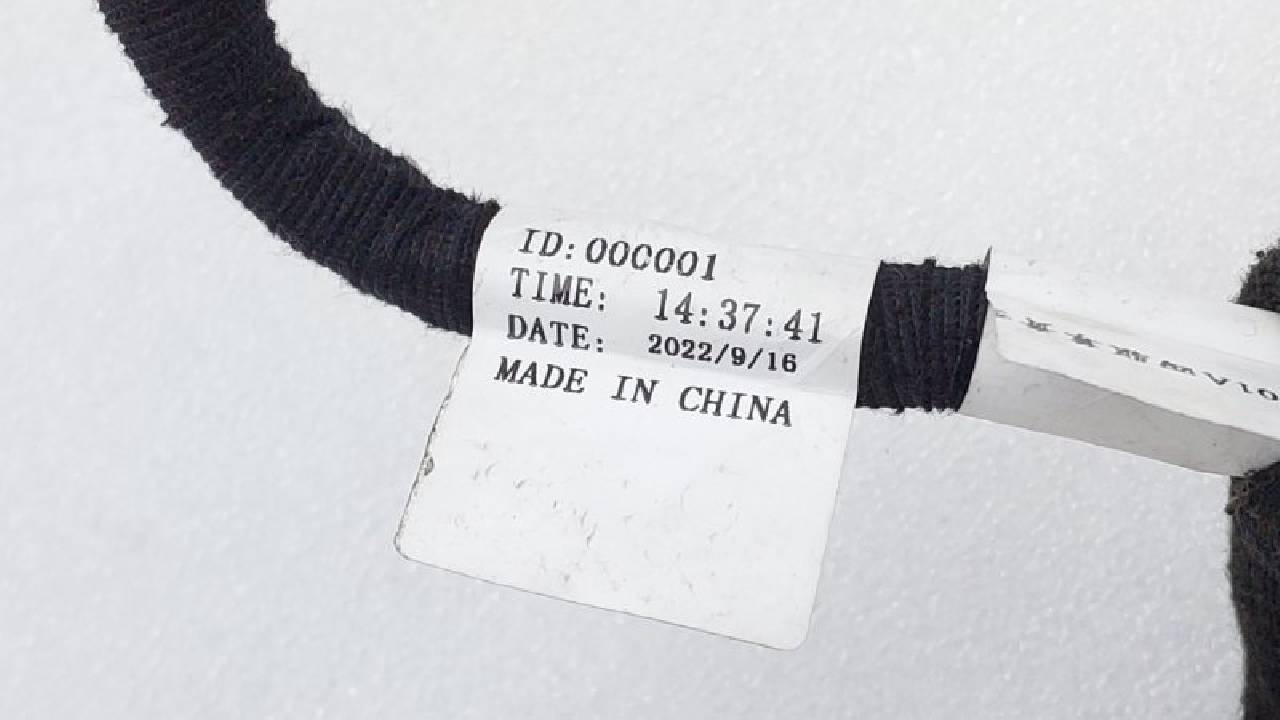 ID:000001
TIME: 14:37:41
DATE: 2022/9/16
MADE IN CHINA